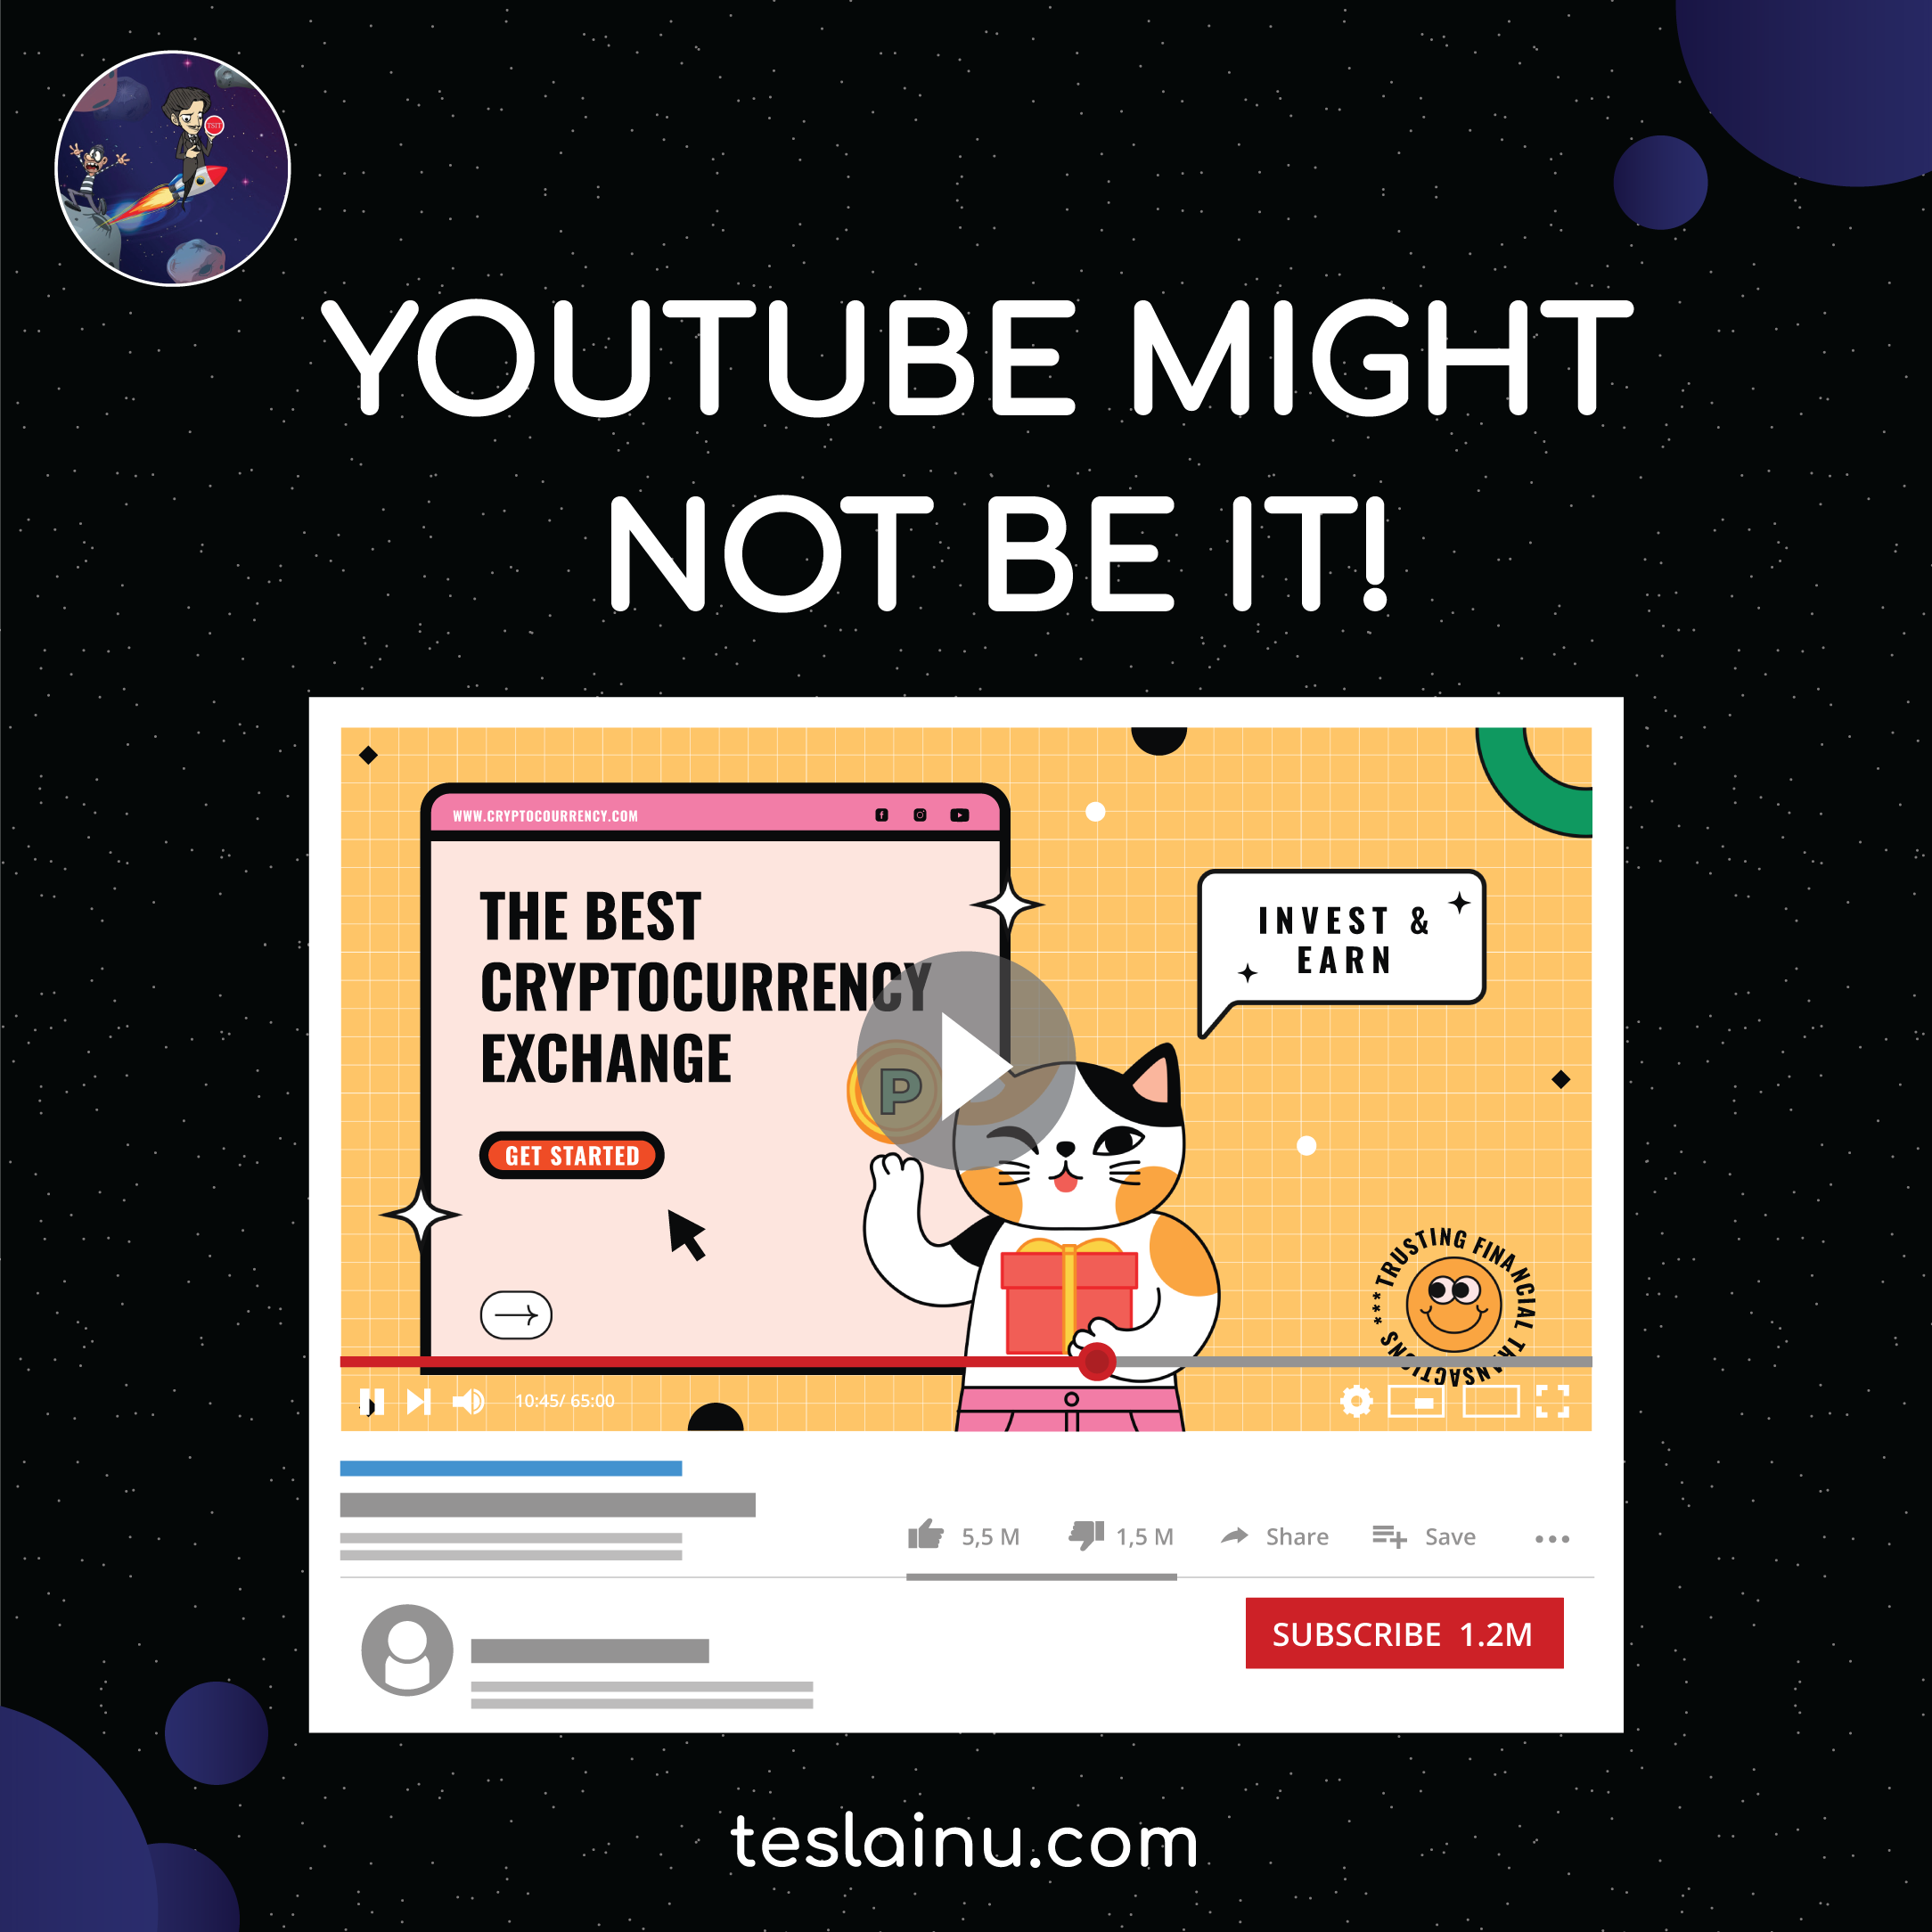 TSIT
YOUTUBE MIGHT
NOT BE IT!
WWW.CRYPTOCOURRENCY.COM
THE BEST
CRYPTOCURRENCY
EXCHANGE
GET STARTED
P
INVEST &
EARN
*** TRUSTING FINANCIAL TRANSACTIONS
10:45/ 65:00
5,5 M
1,5 M
Share
Save
SUBSCRIBE 1.2M
teslainu.com